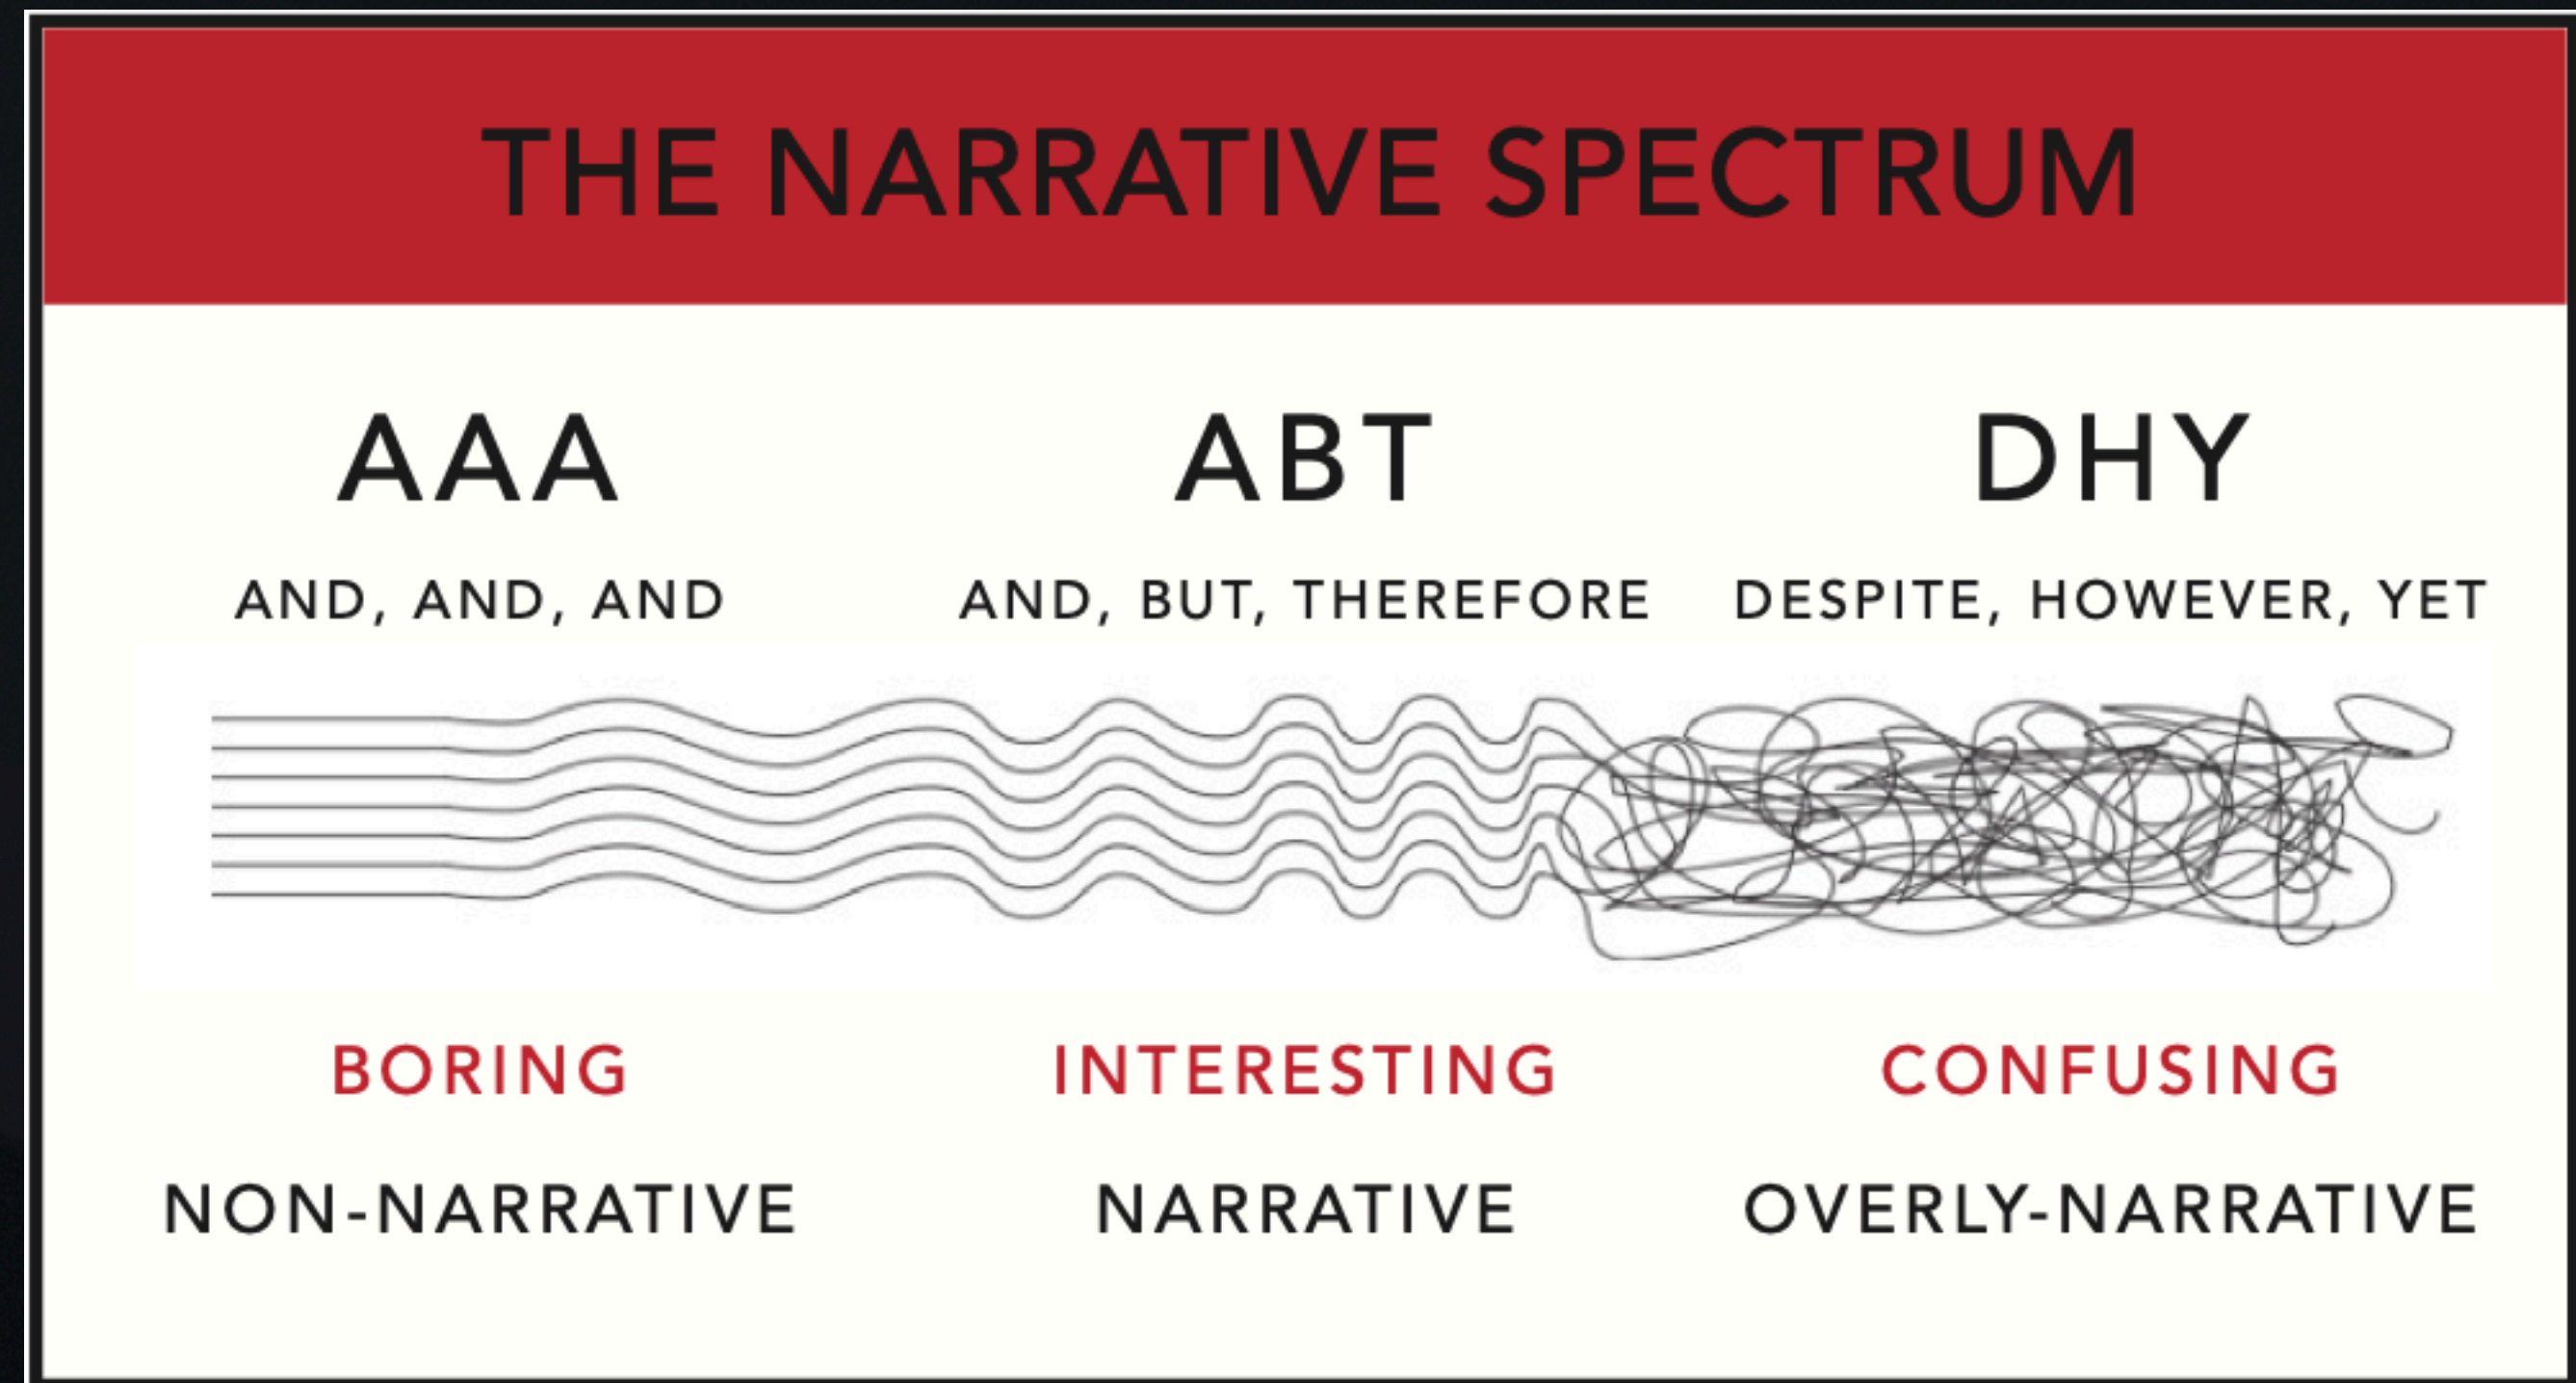 THE NARRATIVE SPECTRUM
AAA
ABT
DHY
AND, AND, AND
AND, BUT, THEREFORE
DESPITE, HOWEVER, YET
BORING
INTERESTING
CONFUSING
NON-NARRATIVE
NARRATIVE
OVERLY-NARRATIVE